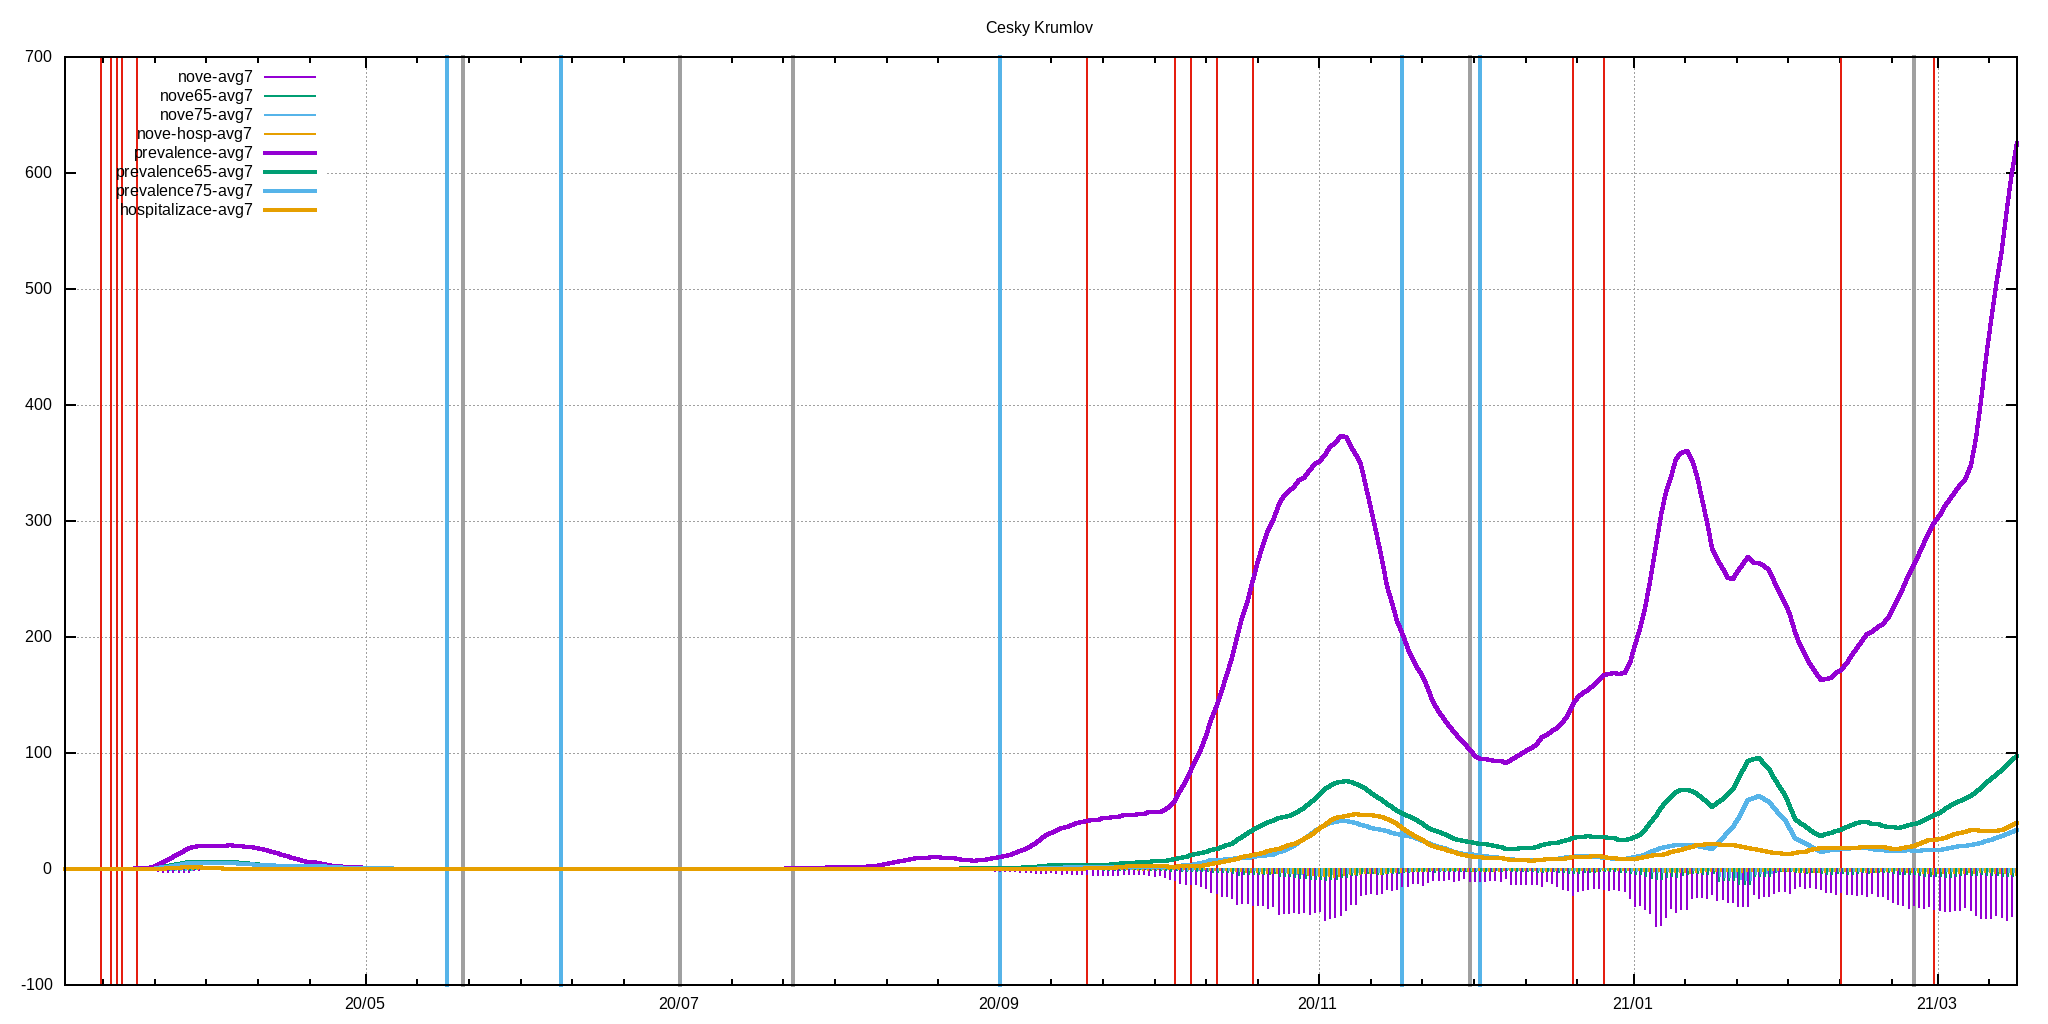 Cesky Krumlov
700
600
500
400
300
200
100
0
-100
nove-avg7
nove65-avg7
nove75-avg7
nove-hosp-avg7
prevalence-avg7
prevalence65-avg7
prevalence75-avg7
hospitalizace-avg7
20/05 20/07 20/09 20/11 21/01 21/03